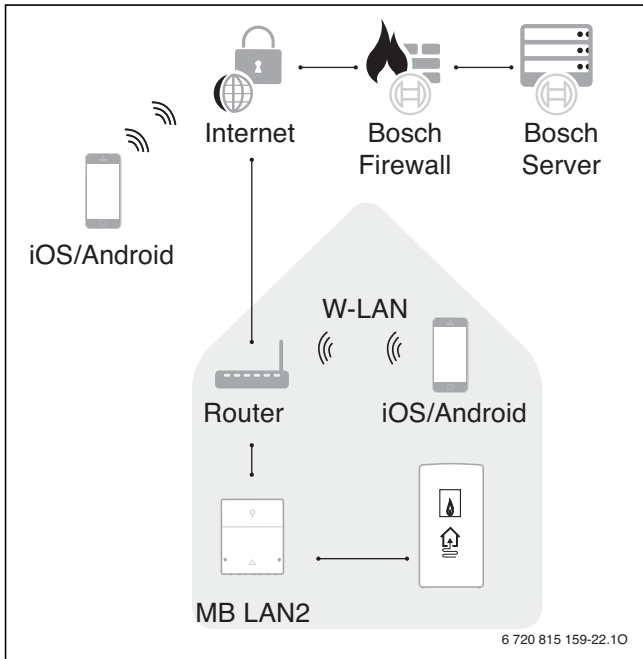 Internet
Bosch
Firewall
Bosch
Server
iOS/Android
W-LAN
Router
iOS/Android
MB LAN2
6 720 815 159-22.1O